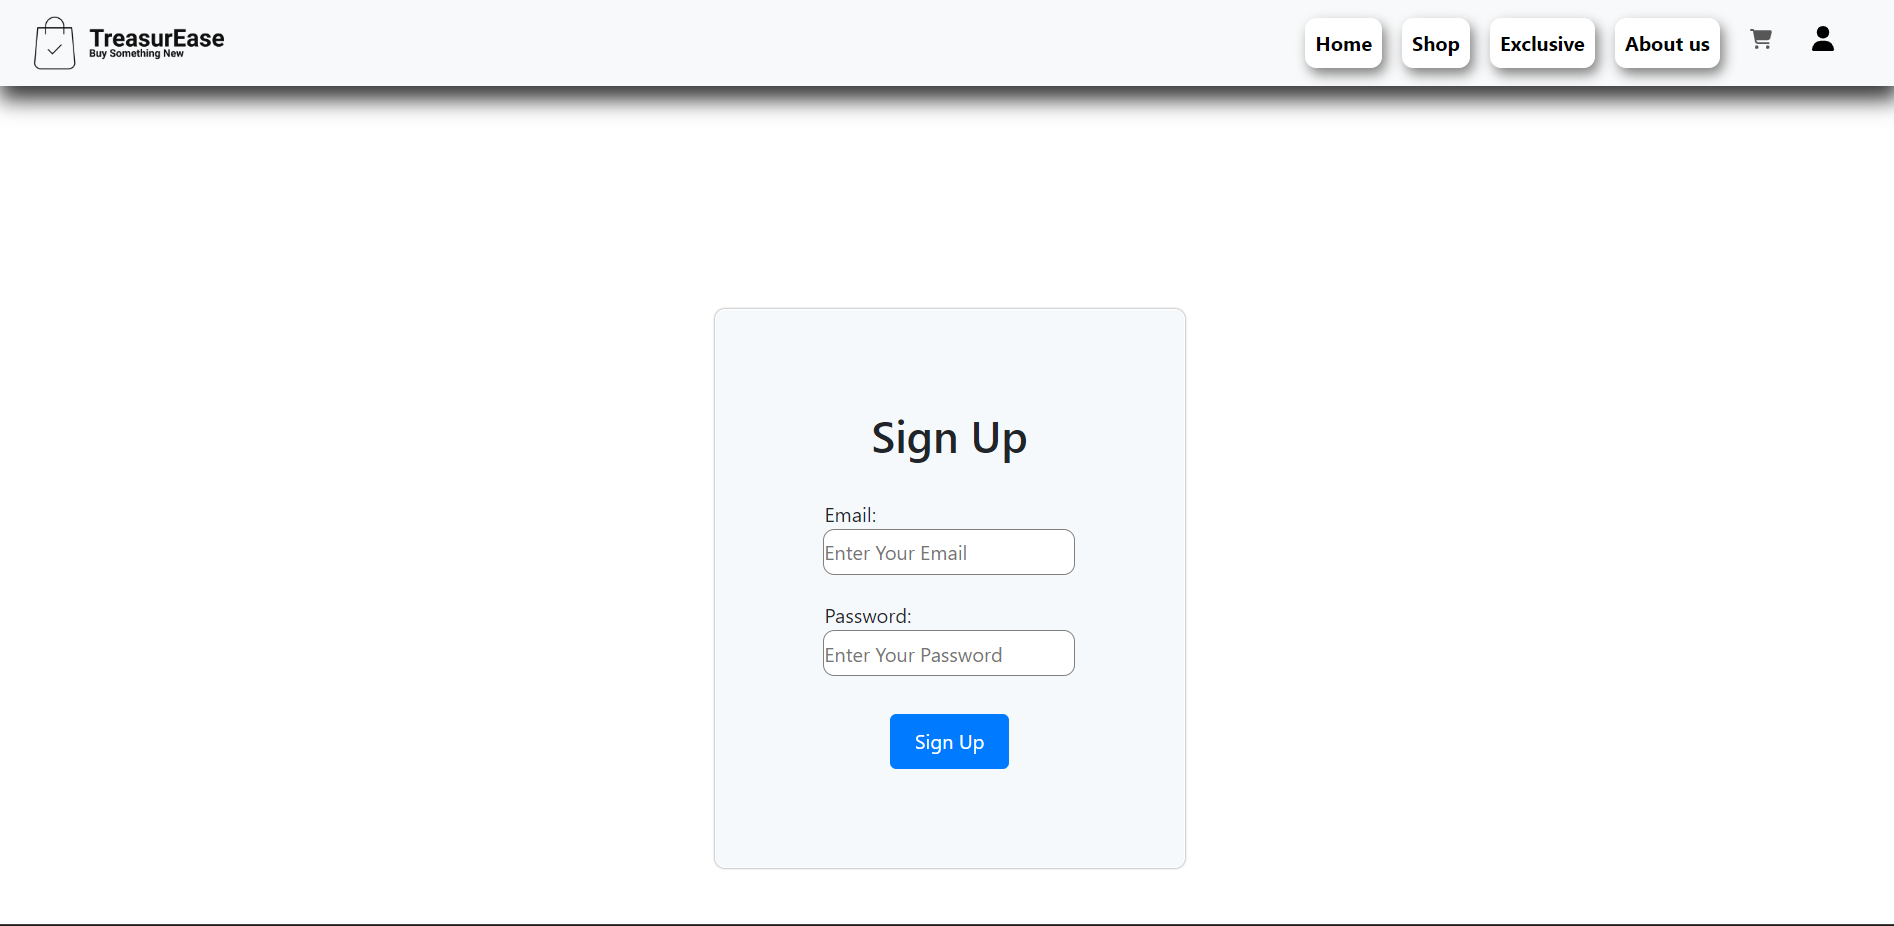 TreasurEase
Buy Something New
Home Shop Exclusive About us
Sign Up
Email:
Enter Your Email
Password:
Enter Your Password
Sign Up